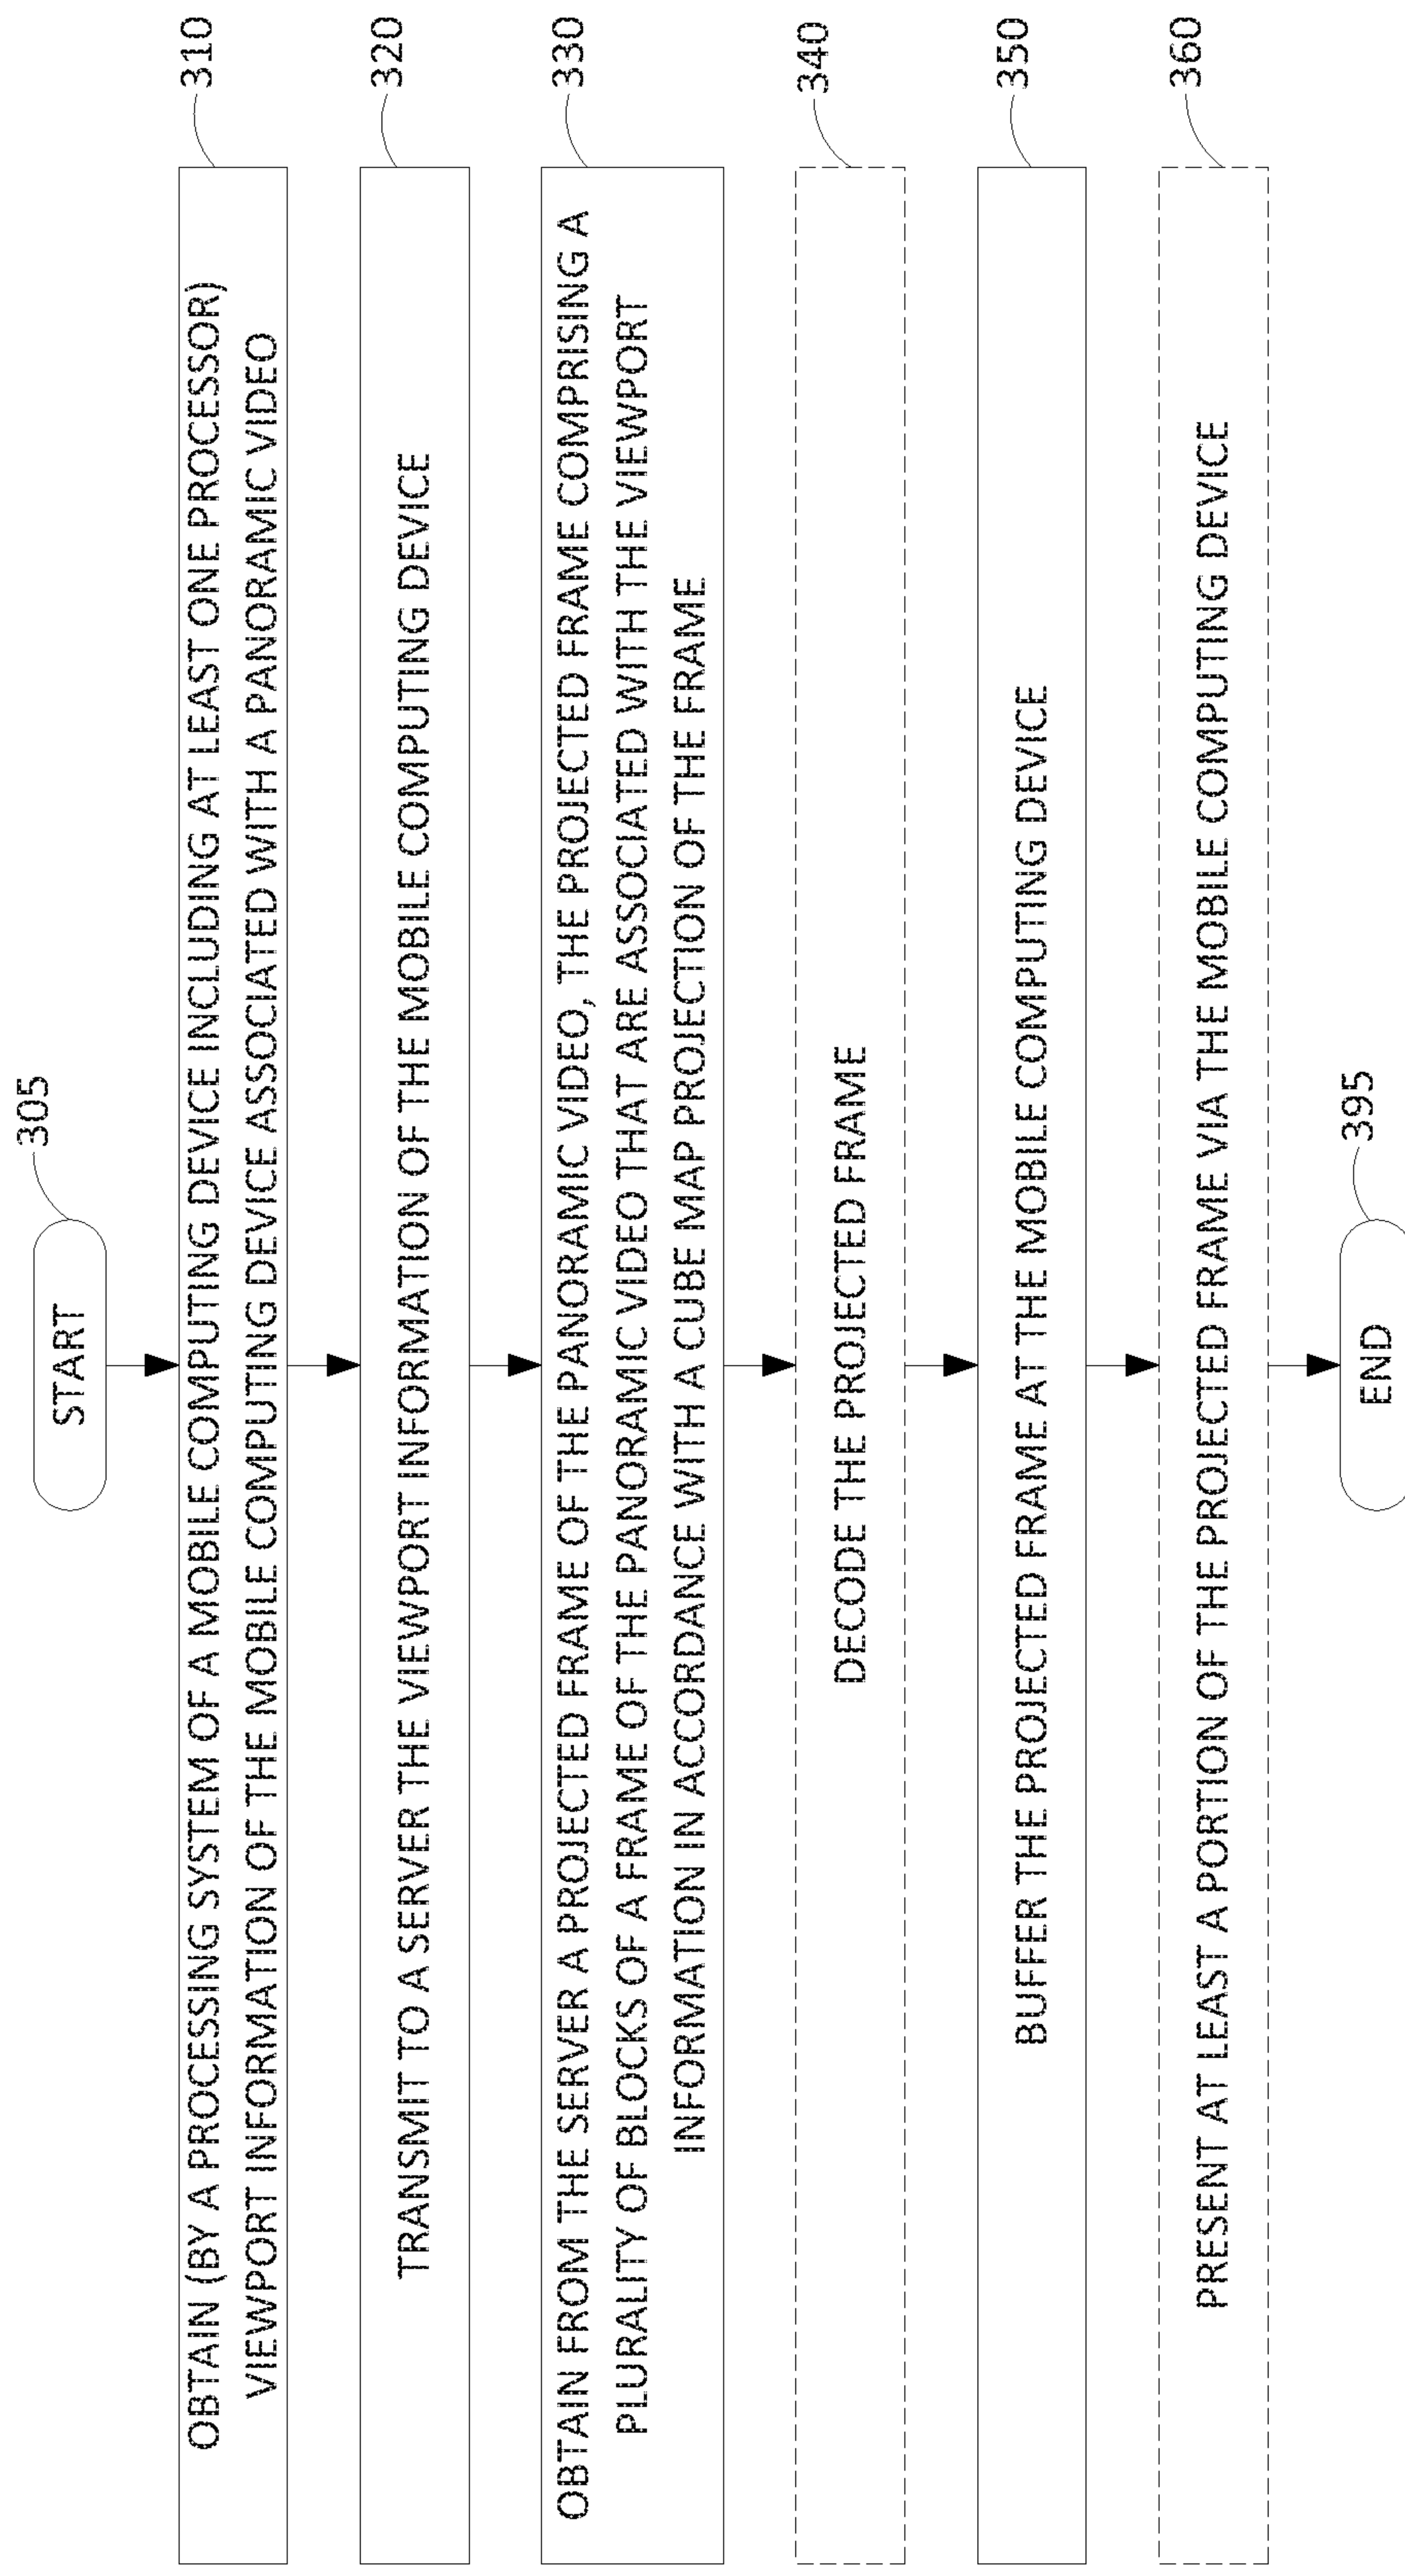 305
START
310
OBTAIN (BY A PROCESSING SYSTEM OF A MOBILE COMPUTING DEVICE INCLUDING AT LEAST ONE PROCESSOR)
VIEWPORT INFORMATION OF THE MOBILE COMPUTING DEVICE ASSOCIATED WITH A PANORAMIC VIDEO
320
TRANSMIT TO A SERVER THE VIEWPORT INFORMATION OF THE MOBILE COMPUTING DEVICE
330
OBTAIN FROM THE SERVER A PROJECTED FRAME OF THE PANORAMIC VIDEO, THE PROJECTED FRAME COMPRISING A
PLURALITY OF BLOCKS OF A FRAME OF THE PANORAMIC VIDEO THAT ARE ASSOCIATED WITH THE VIEWPORT
INFORMATION IN ACCORDANCE WITH A CUBE MAP PROJECTION OF THE FRAME
340
DECODE THE PROJECTED FRAME
350
BUFFER THE PROJECTED FRAME AT THE MOBILE COMPUTING DEVICE
360
PRESENT AT LEAST A PORTION OF THE PROJECTED FRAME VIA THE MOBILE COMPUTING DEVICE
395
END